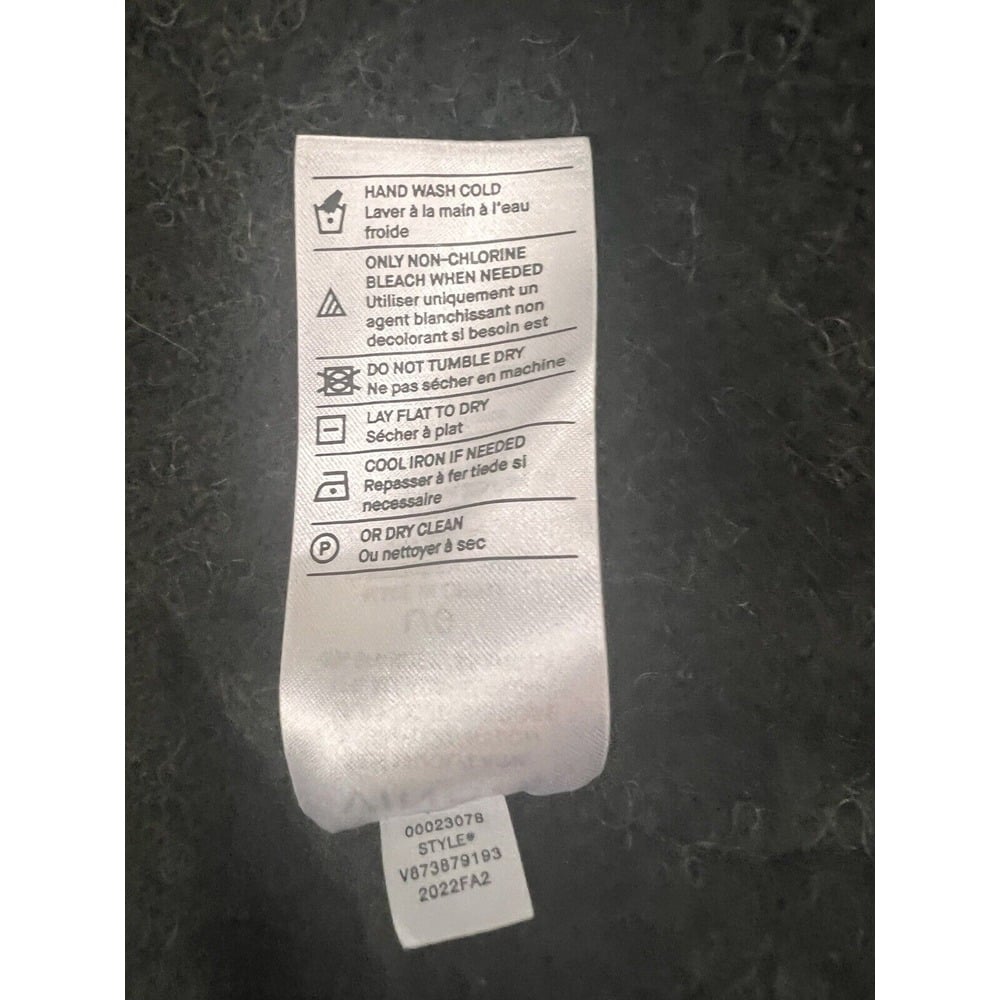 HAND WASH COLD
Laver à la main à l'eau
froide
ONLY NON-CHLORINE
BLEACH WHEN NEEDED
Utiliser uniquement un
agent blanchissant non
decolorant si besoin est
DO NOT TUMBLE DRY
Ne pas sécher en machine
LAY FLAT TO DRY
Sécher à plat
COOL IRON IF NEEDED
Repasser à fer tiede si
necessaire
P
OR DRY CLEAN
Ou nettoyer à sec
00023078
STYLE®
V873879193
2022FA2